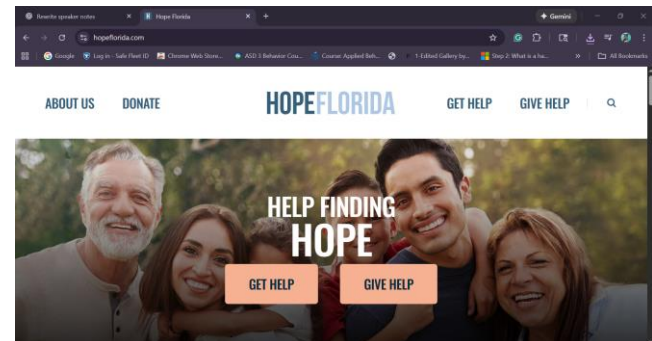 Rewrite speaker notes
Hope Florida
Gemini
hopeflorida.com
Google
Log in - Safe Fleet ID
Chrome Web Store...
ASD 3 Behavior Cou...
Course: Applied Beh...
1-Edited Gallery by...
Step 2: What is a ha...
All Bookmarks
ABOUT US
DONATE
HOPEFLORIDA
GET HELP
GIVE HELP
HELP FINDING
HOPE
GET HELP
GIVE HELP